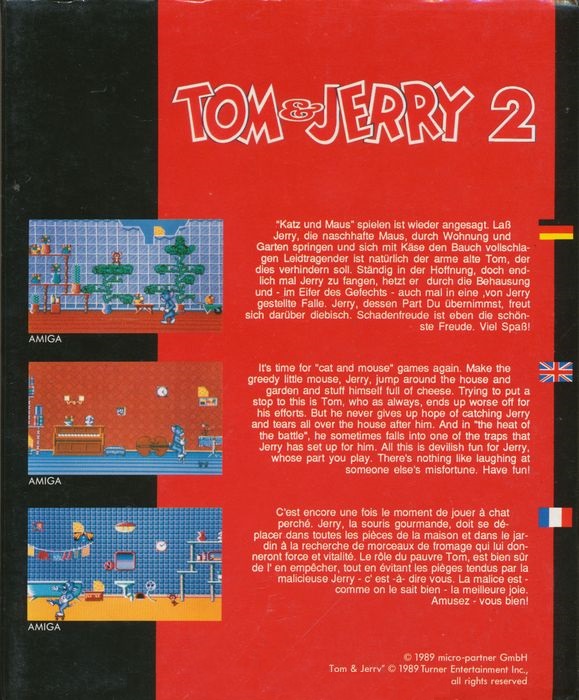 TOM & JERRY 2
"Katz und Maus" spielen ist wieder angesagt. Laß
Jerry, die naschhafte Maus, durch Wohnung und
Garten springen und sich mit Käse den Bauch vollschla-
gen Leidtragender ist natürlich der arme alte Tom, der
dies verhindern soll. Ständig in der Hoffnung, doch end-
lich mal Jerry zu fangen, hetzt er durch die Behausung
und - im Eifer des Gefechts - auch mal in eine ,von Jerry
gestellte Falle. Jerry, dessen Part Du übernimmst, freut
sich darüber diebisch. Schadenfreude ist eben die schön-
ste Freude. Viel Spaß!
AMIGA
It's time for "cat and mouse" games again. Make the
greedy little mouse, Jerry, jump around the house and
garden and stuff himself full of cheese. Trying to put a
stop to this is Tom, who as always, ends up worse off for
his efforts. But he never gives up hope of catching Jerry
and tears all over the house after him. And in "the heat
of the battle", he sometimes falls into one of the traps that
Jerry has set up for him. All this is devilish fun for Jerry,
whose part you play. There's nothing like laughing at
someone else's misfortune. Have fun!
AMIGA
C'est encore une fois le moment de jouer à chat
perché. Jerry, la souris gourmande, doit se dé-
placer dans toutes les pièces de la maison et dans le jar-
din à la recherche de morceaux de fromage qui lui don-
neront force et vitalité. Le rôle du pauvre Tom, est bien sûr
de l' en empêcher, tout en évitant les pièges tendus par la
malicieuse Jerry - c' est -à- dire vous. La malice est -
comme on le sait bien - la meilleure joie.
Amusez - vous bien!
AMIGA
© 1989 micro-partner GmbH
Tom & Jerry" © 1989 Turner Entertainment Inc.,
all rights reserved